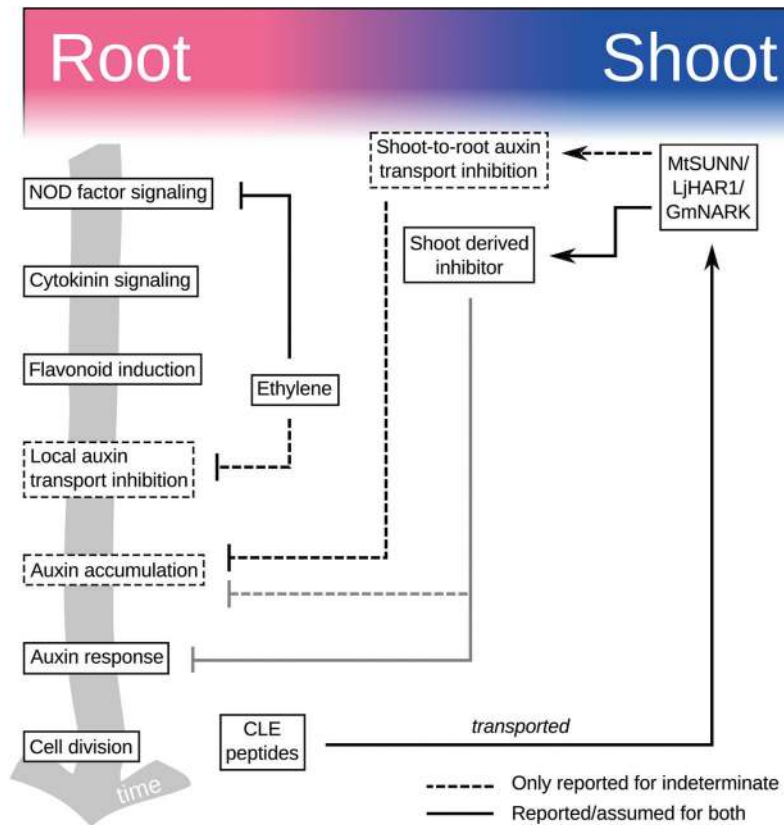 Root
Shoot
Shoot-to-root auxin
transport inhibition
MtSUNN/
LjHAR1/
GmNARK
NOD factor signaling
Shoot derived
inhibitor
Cytokinin signaling
Flavonoid induction
Ethylene
Local auxin
transport inhibition
Auxin accumulation
Auxin response
CLE
peptides
transported
Cell division
time
Only reported for indeterminate
Reported/assumed for both